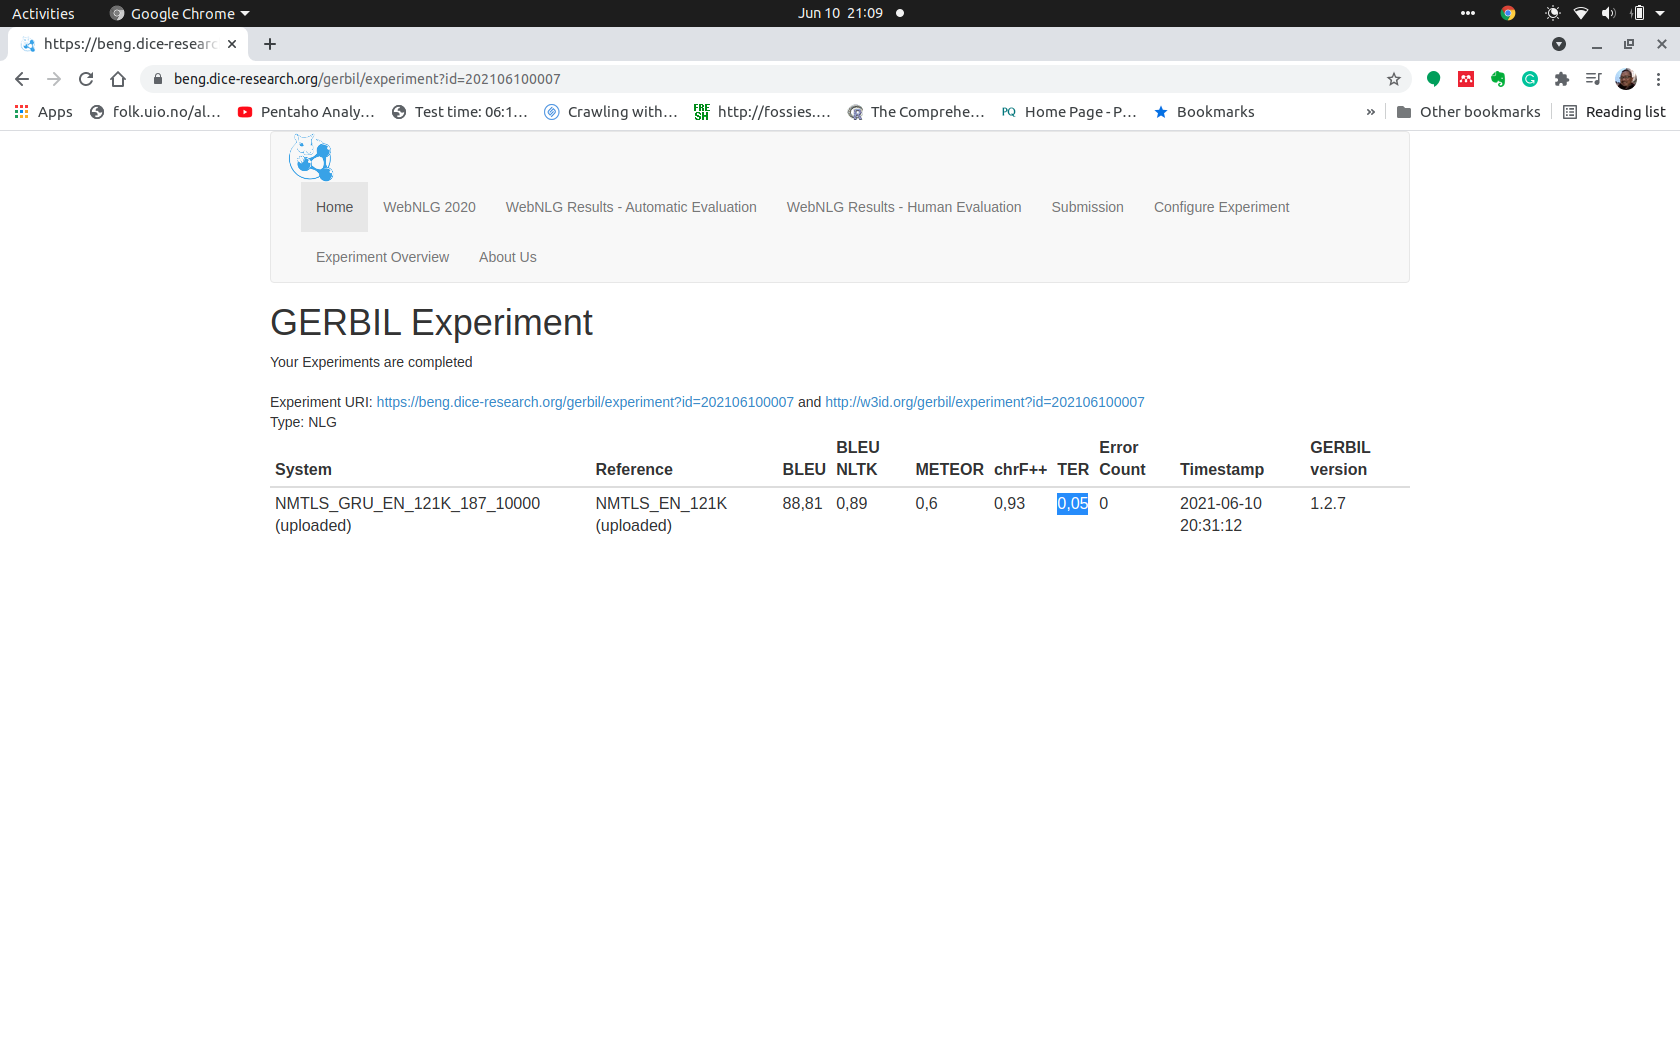 Activities Google Chrome Jun 10 21:09
https://beng.dice-researc
beng.dice-research.org/gerbil/experiment?id=202106100007
Apps folk.uio.no/al... Pentaho Analy... Test time: 06:1... Crawling with... FRE SH http://fossies.... The Comprehe... PQ Home Page - P... Bookmarks » Other bookmarks Reading list
Home WebNLG 2020 WebNLG Results - Automatic Evaluation WebNLG Results - Human Evaluation Submission Configure Experiment
Experiment Overview About Us
GERBIL Experiment
Your Experiments are completed
Experiment URI: https://beng.dice-research.org/gerbil/experiment?id=202106100007 and http://w3id.org/gerbil/experiment?id=202106100007
Type: NLG
BLEU Error GERBIL
System Reference BLEU NLTK METEOR chrF++ TER Count Timestamp version
NMTLS_GRU_EN_121K_187_10000 NMTLS_EN_121K 88,81 0,89 0,6 0,93 0,05 0 2021-06-10 1.2.7
(uploaded) (uploaded) 20:31:12